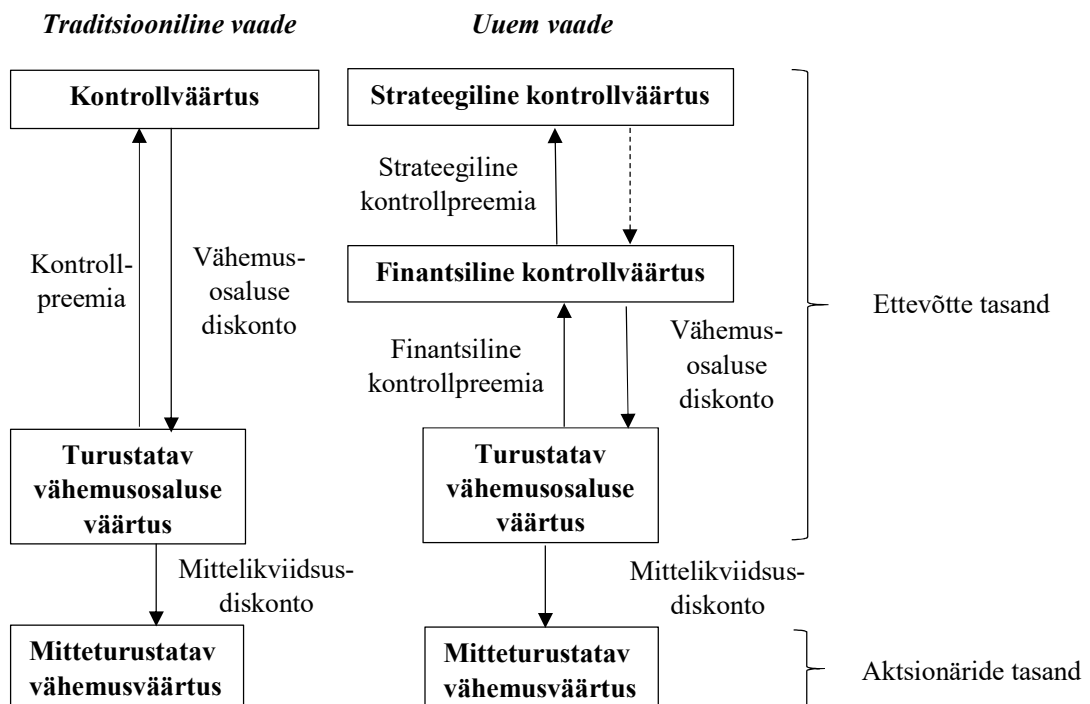 Traditsiooniline vaade
Uuem vaade
Kontrollväärtus
Strateegiline kontrollväärtus
Strateegiline
kontrollpreemia
Kontroll-
preemia
Vähemus-
osaluse
diskonto
Finantsiline kontrollväärtus
Ettevõtte tasand
Finantsiline
kontrollpreemia
Vähemus-
osaluse
diskonto
Turustatav
vähemusosaluse
väärtus
Turustatav
vähemusosaluse
väärtus
Mittelikviidsus-
diskonto
Mittelikviidsus-
diskonto
Mitteturustatav
vähemusväärtus
Mitteturustatav
vähemusväärtus
Aktsionäride tasand